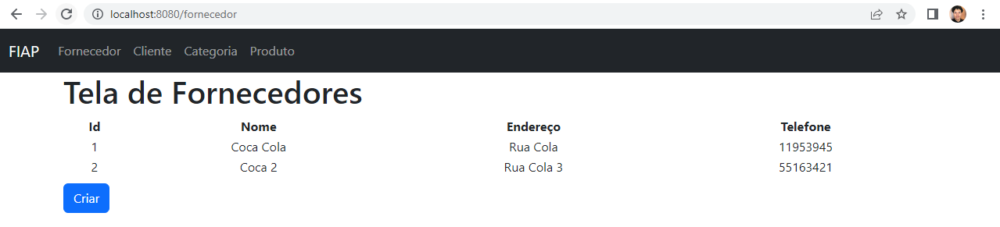 localhost:8080/fornecedor
FIAP Fornecedor Cliente Categoria Produto
Tela de Fornecedores
Id Nome Endereço Telefone
1 Coca Cola Rua Cola 11953945
2 Coca 2 Rua Cola 3 55163421
Criar